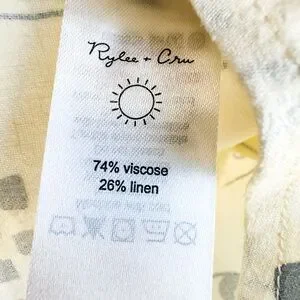 Rylee + Cru
74% viscose
26% linen